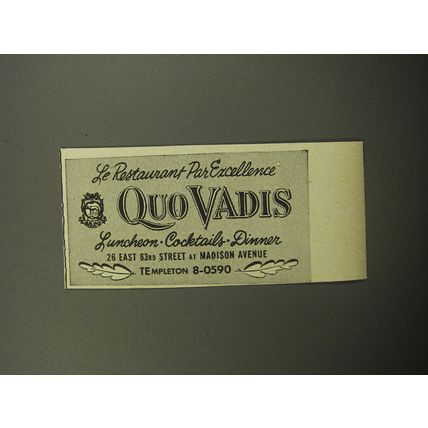 Le Restaurant Par Excellence
QUO VADIS
Luncheon · Cocktails · Dinner
26 EAST 63RD STREET AT MADISON AVENUE
TEMPLETON 8-0590